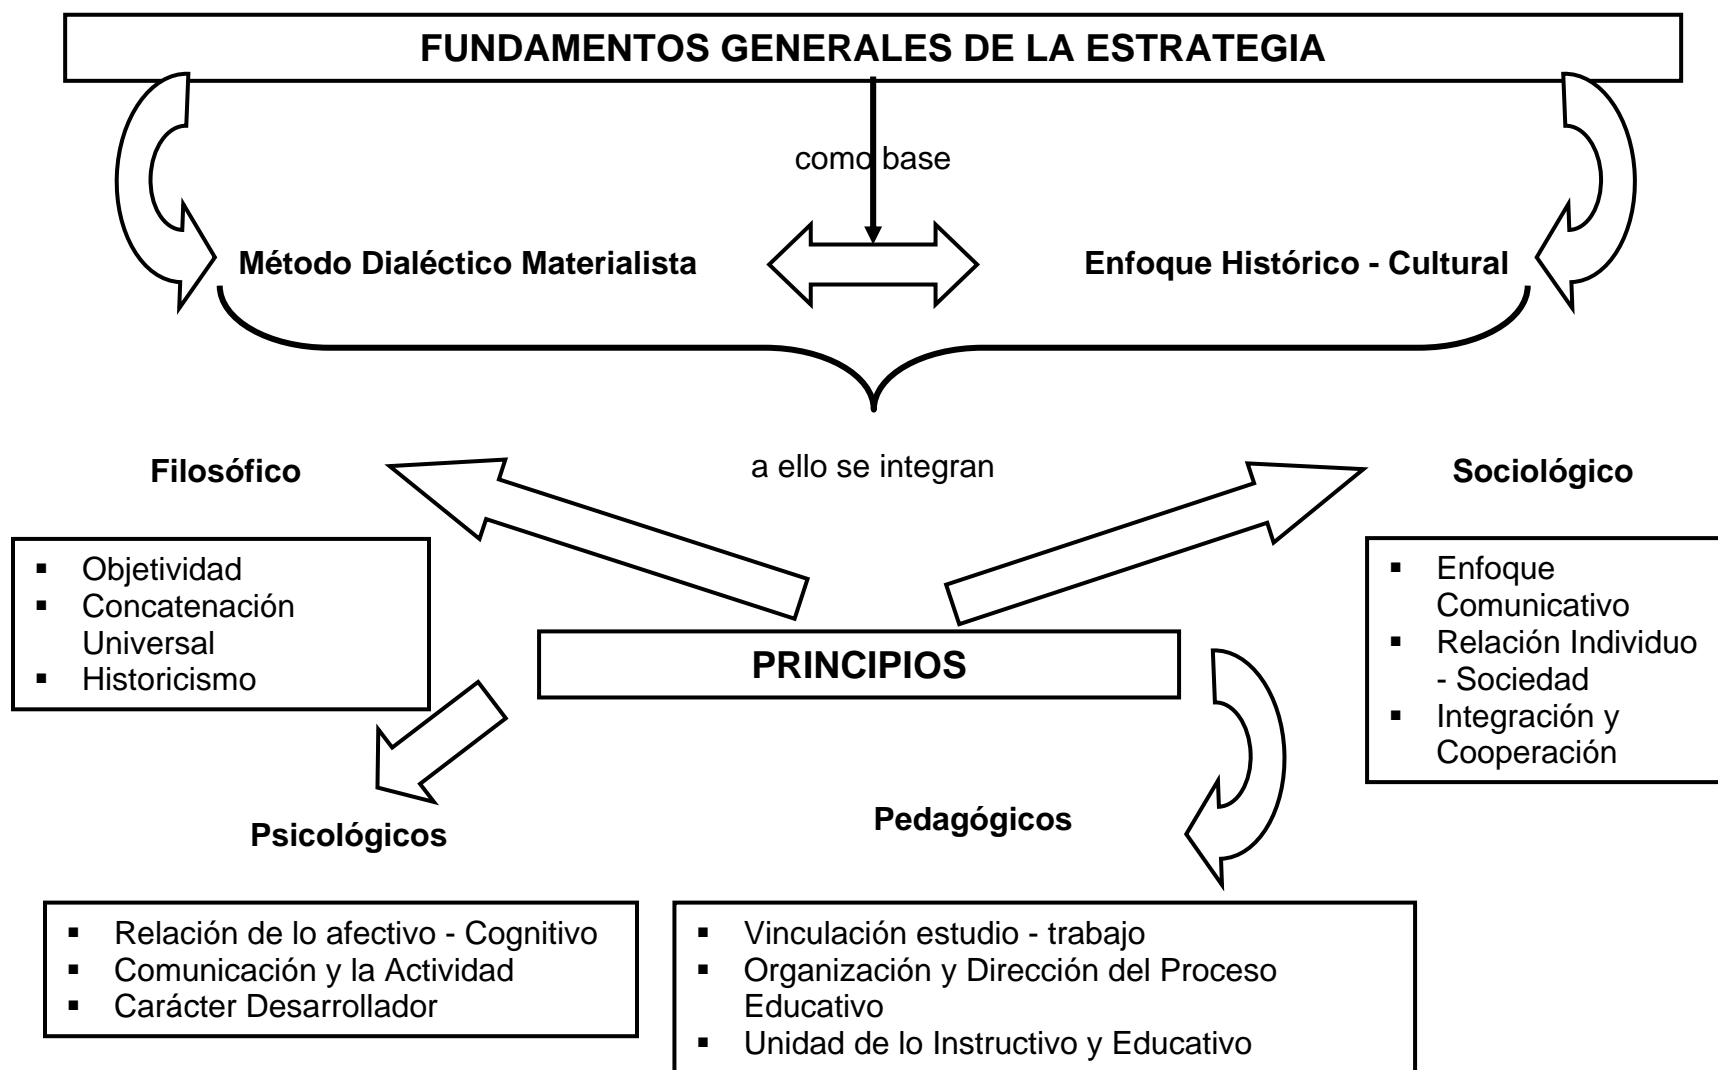 FUNDAMENTOS GENERALES DE LA ESTRATEGIA
como base
Método Dialéctico Materialista
Enfoque Histórico - Cultural
a ello se integran
Filosófico
Sociológico
▪ Objetividad
▪ Concatenación
Universal
▪ Historicismo
▪ Enfoque
Comunicativo
▪ Relación Individuo
- Sociedad
▪ Integración y
Cooperación
PRINCIPIOS
Psicológicos
Pedagógicos
▪ Relación de lo afectivo - Cognitivo
▪ Comunicación y la Actividad
▪ Carácter Desarrollador
▪ Vinculación estudio - trabajo
▪ Organización y Dirección del Proceso
Educativo
▪ Unidad de lo Instructivo y Educativo